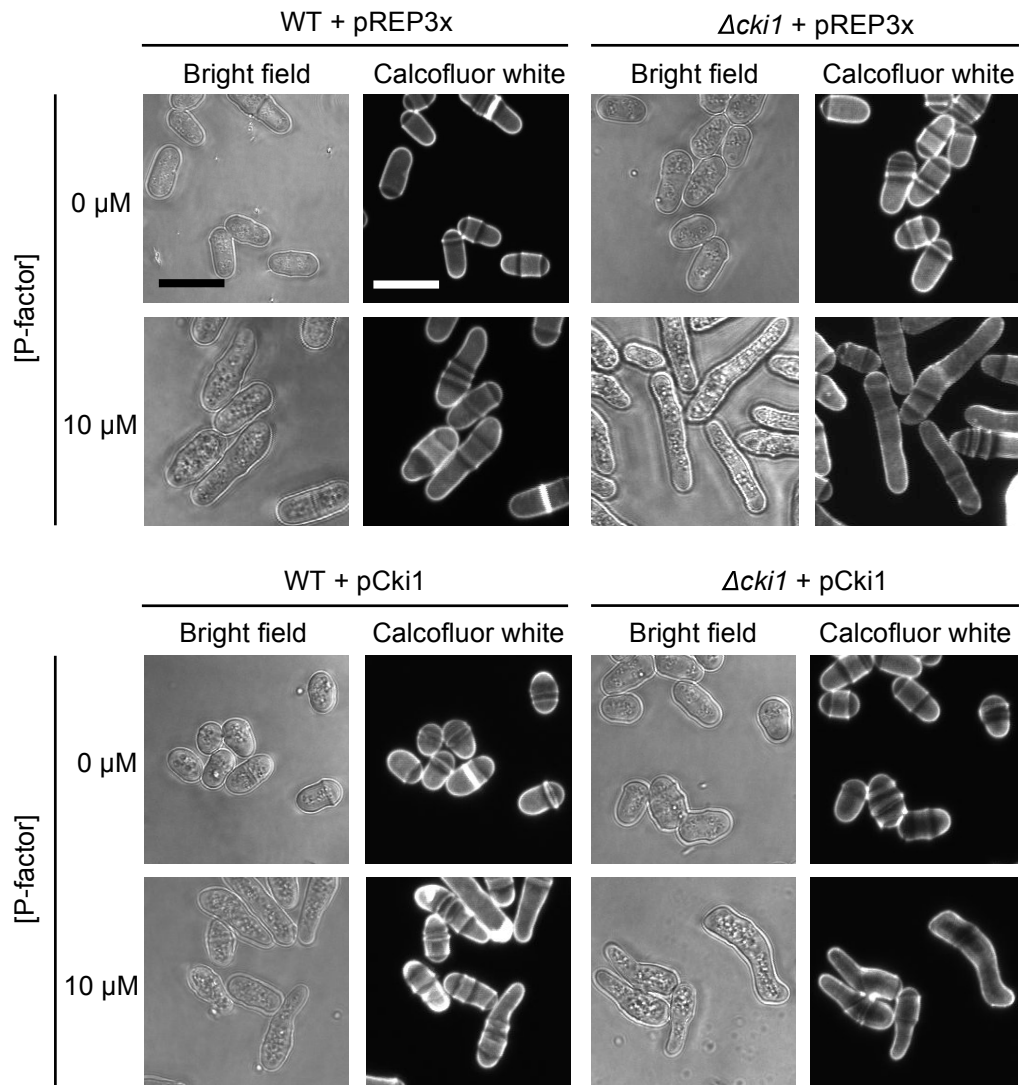 WT + pREP3x
Δcki1 + pREP3x
Bright field
Calcofluor white
Bright field
Calcofluor white
[P-factor]
0 µM
10 µM
WT + pCki1
Δcki1 + pCki1
Bright field
Calcofluor white
Bright field
Calcofluor white
[P-factor]
0 µM
10 µM